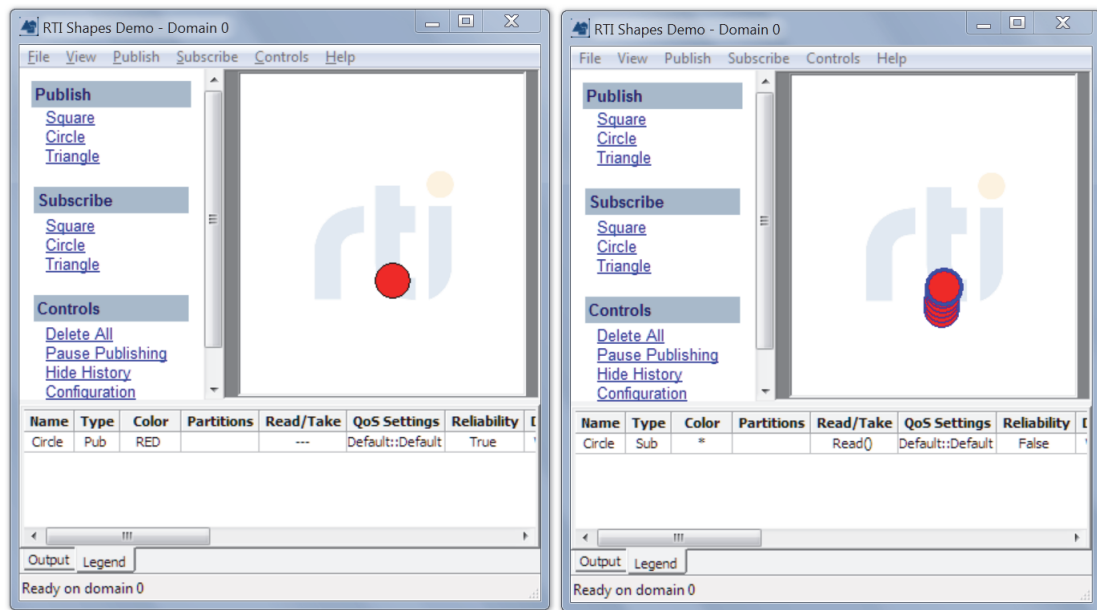 RTI Shapes Demo - Domain 0
File View Publish Subscribe Controls Help
Publish
Square
Circle
Triangle
Subscribe
Square
Circle
Triangle
Controls
Delete All
Pause Publishing
Hide History
Configuration
rti
Name Type Color Partitions Read/Take QoS Settings Reliability
Circle Pub RED --- Default::Default True
Output Legend
Ready on domain 0
RTI Shapes Demo - Domain 0
File View Publish Subscribe Controls Help
Publish
Square
Circle
Triangle
Subscribe
Square
Circle
Triangle
Controls
Delete All
Pause Publishing
Hide History
Configuration
rti
Name Type Color Partitions Read/Take QoS Settings Reliability
Circle Sub * Read() Default::Default False
Output Legend
Ready on domain 0